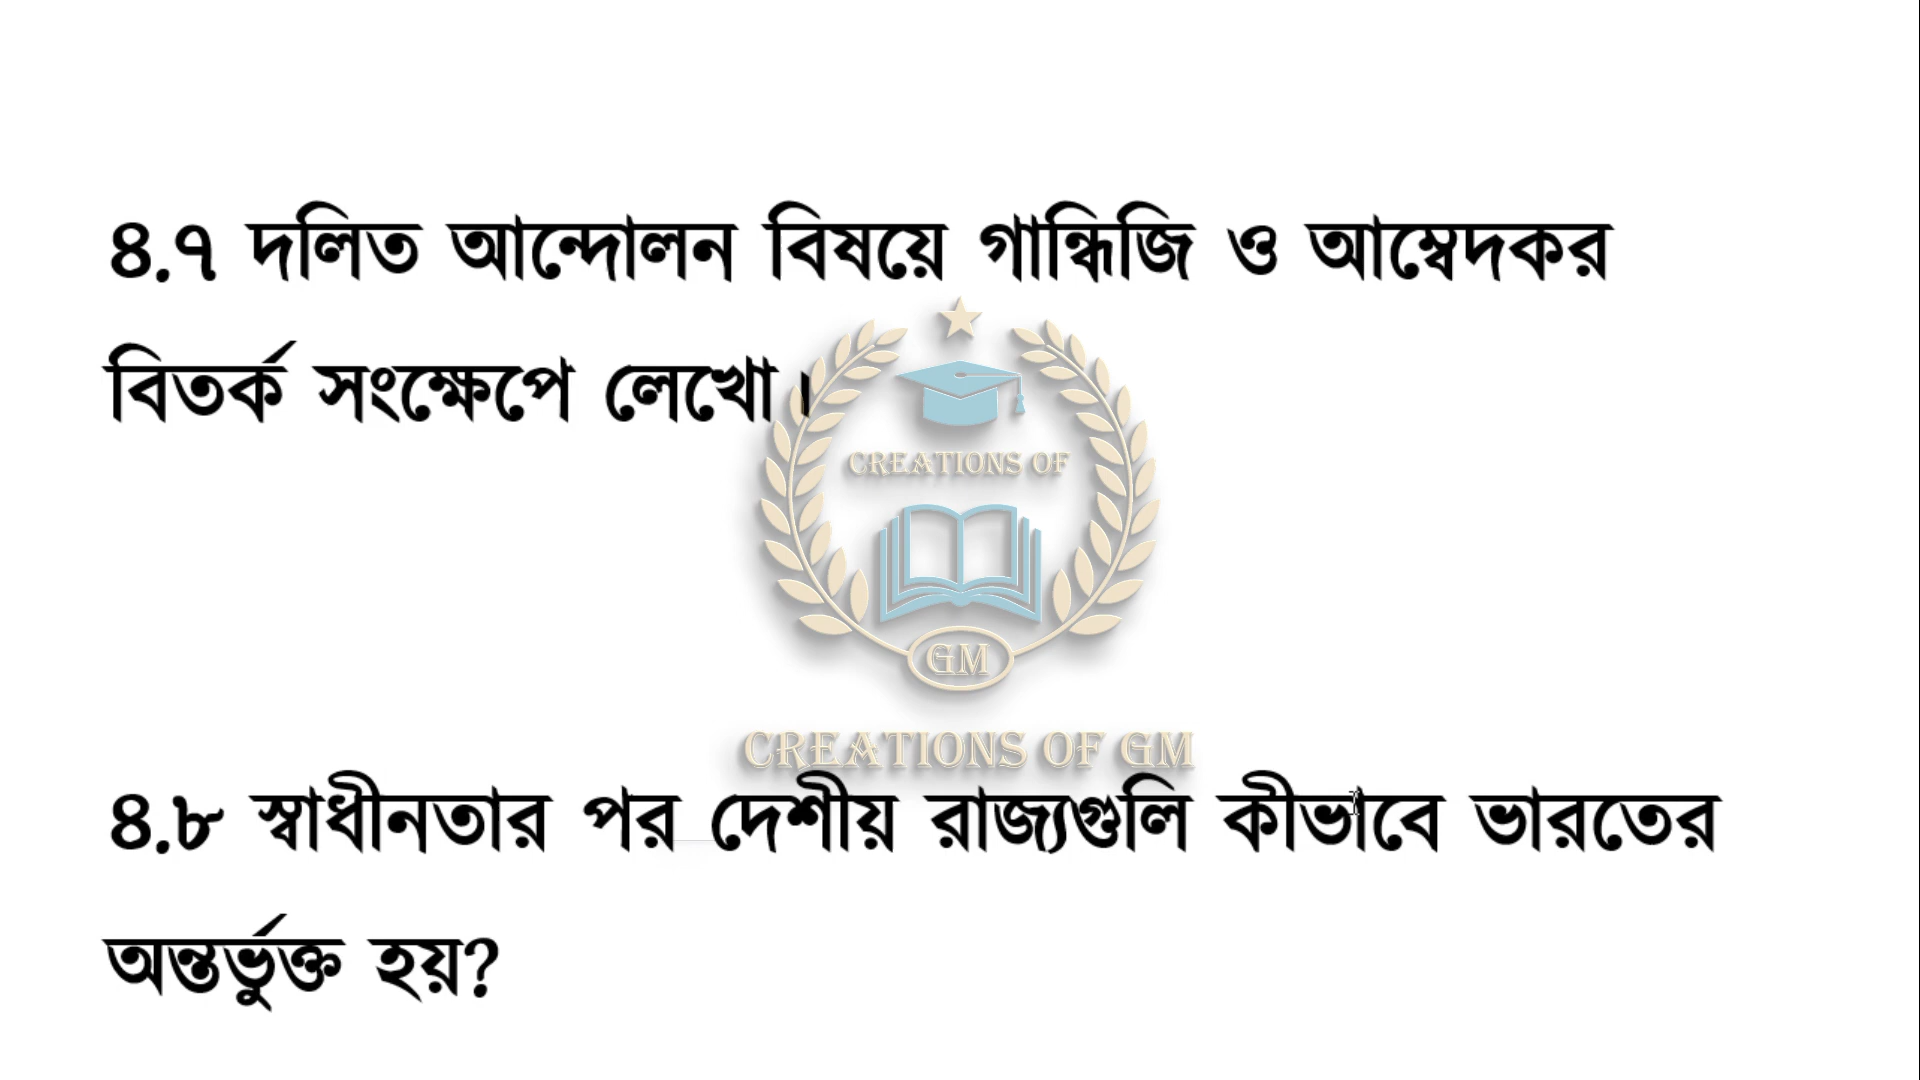 ৪.৭ দলিত আন্দোলন বিষয়ে গান্ধিজি ও আম্বেদকর
বিতর্ক সংক্ষেপে লেখো।
CREATIONS OF
GM
CREATIONS OF GM
৪.৮ স্বাধীনতার পর দেশীয় রাজ্যগুলি কীভাবে ভারতের
অন্তর্ভুক্ত হয়?